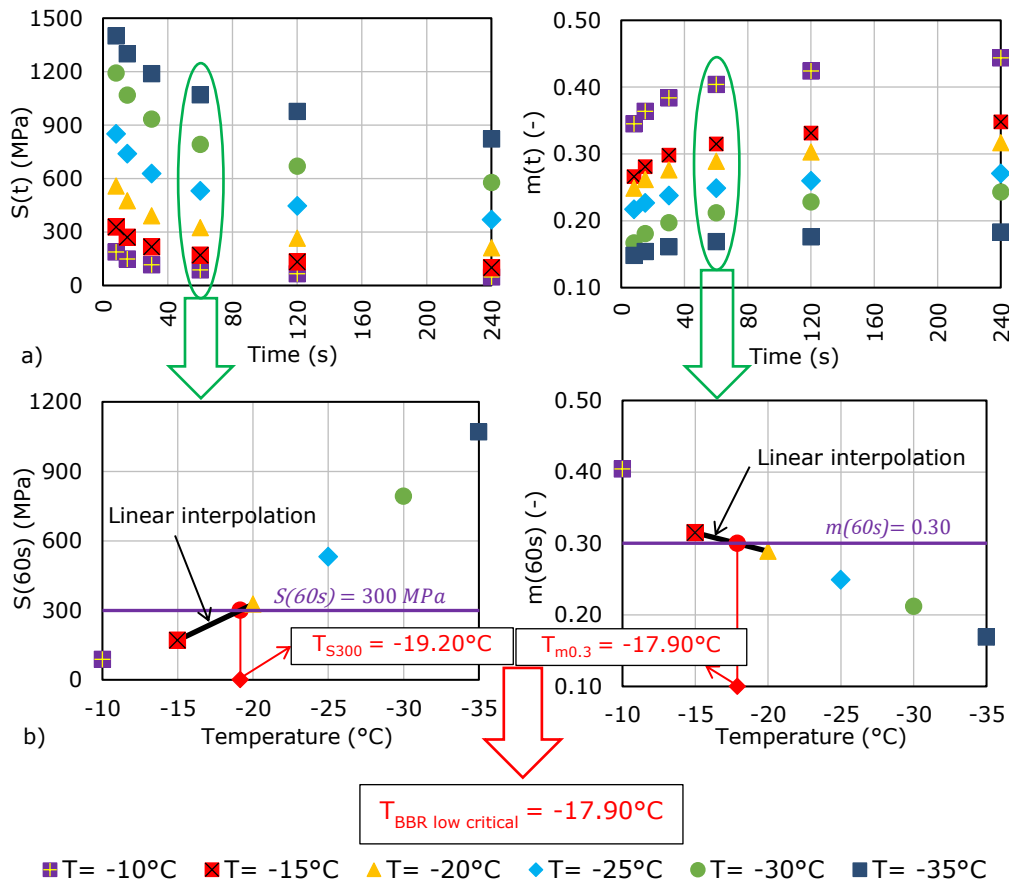 1500
1200
900
600
300
0
S(t) (MPa)
0
40
80
120
160
200
240
Time (s)
a)
0.50
0.40
0.30
0.20
0.10
m(t) (-)
0
40
80
120
160
200
240
Time (s)
1200
900
600
300
0
S(60s) (MPa)
Linear interpolation
S(60s) = 300 MPa
T_S300 = -19.20°C
-10
-15
-20
-25
-30
-35
Temperature (°C)
b)
0.50
0.40
0.30
0.20
0.10
m(60s) (-)
Linear interpolation
m(60s)= 0.30
T_m0.3 = -17.90°C
-10
-15
-20
-25
-30
-35
Temperature (°C)
T_BBR low critical = -17.90°C
T= -10°C T= -15°C T= -20°C T= -25°C T= -30°C T= -35°C